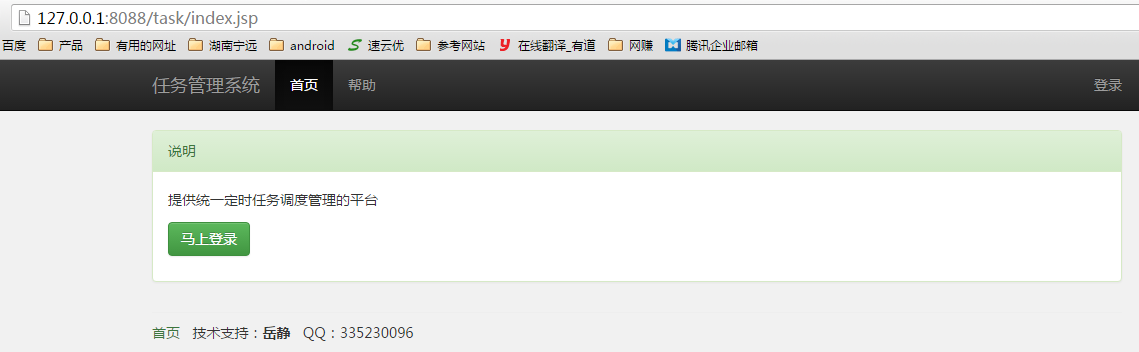 127.0.0.1:8088/task/index.jsp
百度 产品 有用的网址 湖南宁远 android 速云优 参考网站 在线翻译_有道 网赚 腾讯企业邮箱
任务管理系统 首页 帮助 登录
说明
提供统一定时任务调度管理的平台
马上登录
首页 技术支持：岳静 QQ：335230096